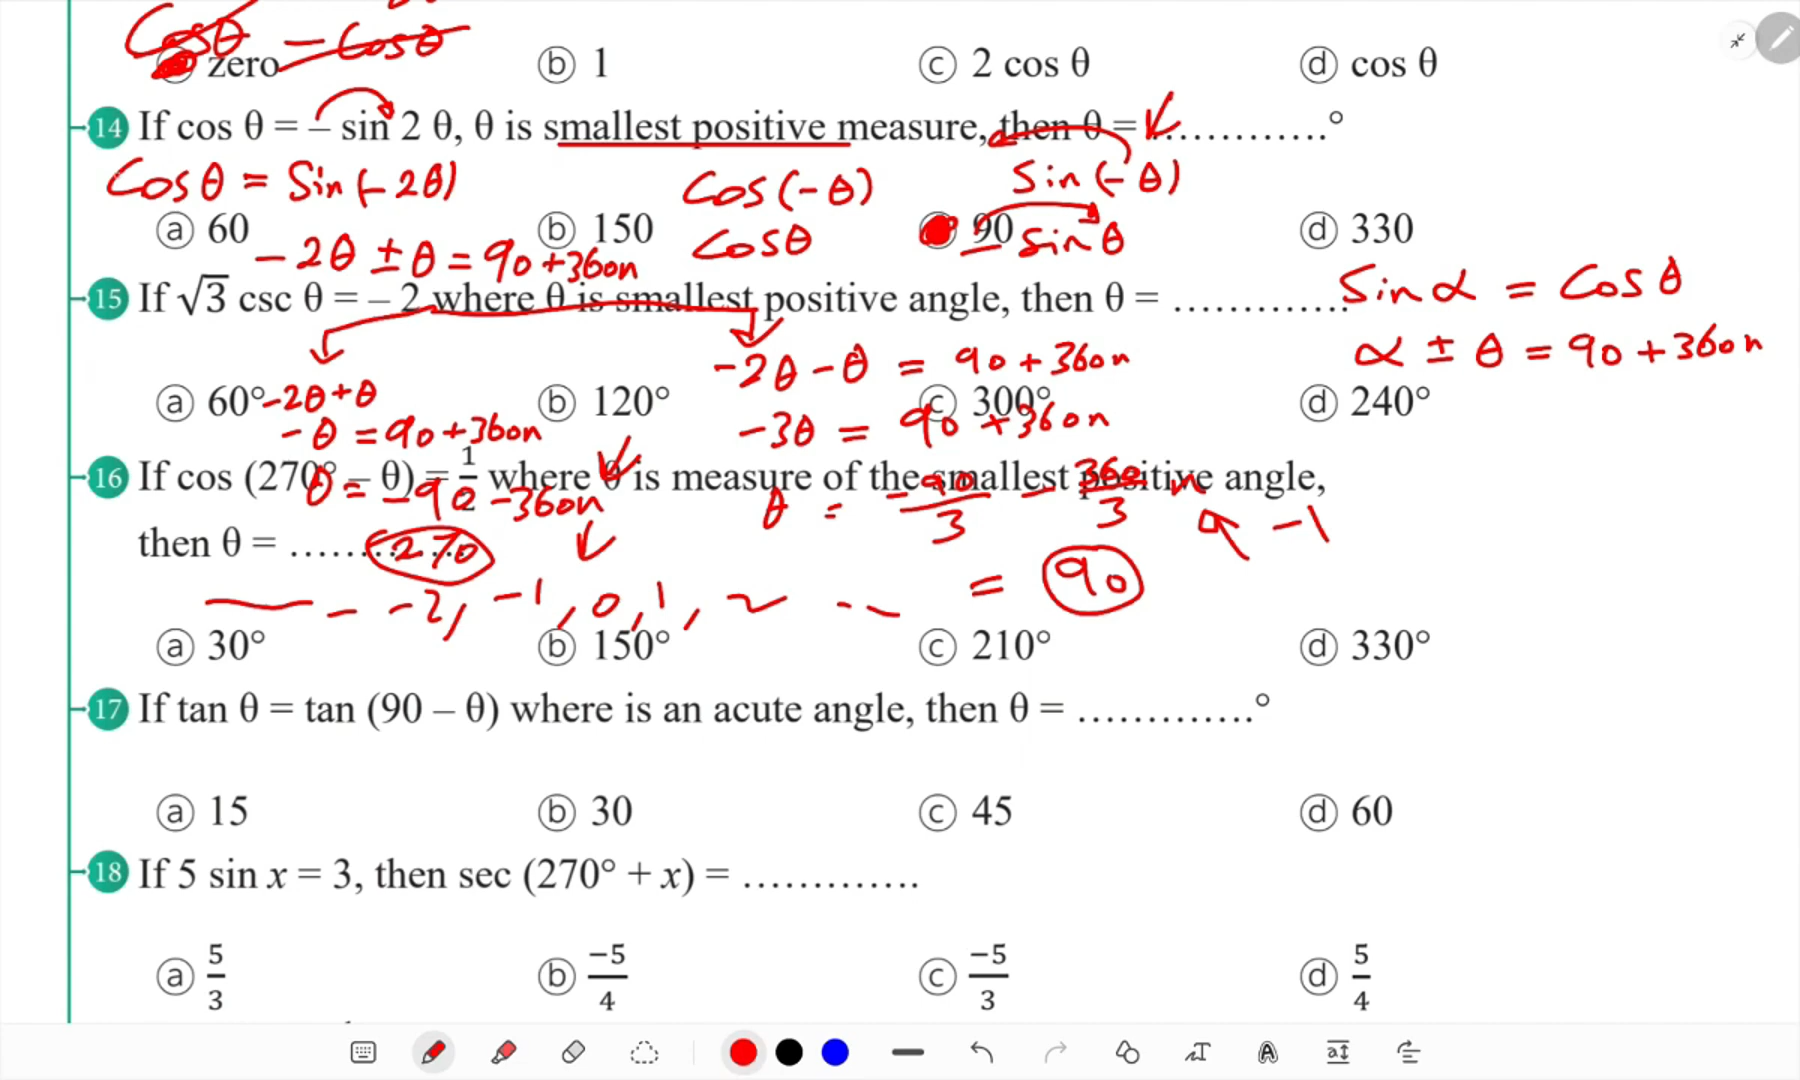 Cosθ – Cosθ
zero ⓑ 1 ⓒ 2 cos θ ⓓ cos θ
14 If cos θ = – sin 2 θ, θ is smallest positive measure, then θ = .............°
Cosθ = Sin(-2θ) Cos(-θ) Sin(-θ)
ⓐ 60 ⓑ 150 90 ⓓ 330
-2θ ± θ = 90+360n Cosθ – Sinθ
Sinα = Cosθ
15 If √3 csc θ = – 2 where θ is smallest positive angle, then θ = .............
α ± θ = 90+360n
-2θ-θ = 90+360n
ⓐ 60° ⓑ 120° ⓒ 300° ⓓ 240°
-2θ+θ
-θ = 90+360n -3θ = 90+360n
16 If cos (270° – θ) = 1/2 where θ is measure of the smallest positive angle,
θ = -90-360n θ = -90/3 - 360/3 n -1
then θ = ............. 270
= 90
-- -2, -1, 0, 1, 2 --
ⓐ 30° ⓑ 150° ⓒ 210° ⓓ 330°
17 If tan θ = tan (90 – θ) where is an acute angle, then θ = .............°
ⓐ 15 ⓑ 30 ⓒ 45 ⓓ 60
18 If 5 sin x = 3, then sec (270° + x) = .............
ⓐ 5/3 ⓑ -5/4 ⓒ -5/3 ⓓ 5/4